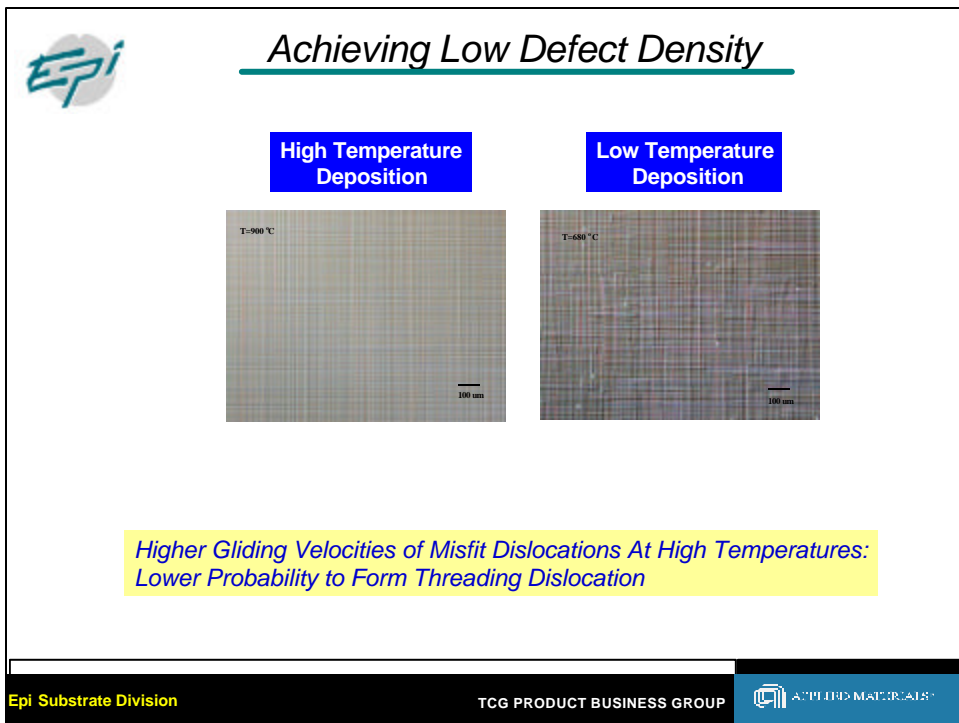 Epi
Achieving Low Defect Density
High Temperature
Deposition
Low Temperature
Deposition
T=900 °C
100 um
T=680 °C
100 um
Higher Gliding Velocities of Misfit Dislocations At High Temperatures:
Lower Probability to Form Threading Dislocation
Epi Substrate Division
TCG PRODUCT BUSINESS GROUP
APPLIED MATERIALS